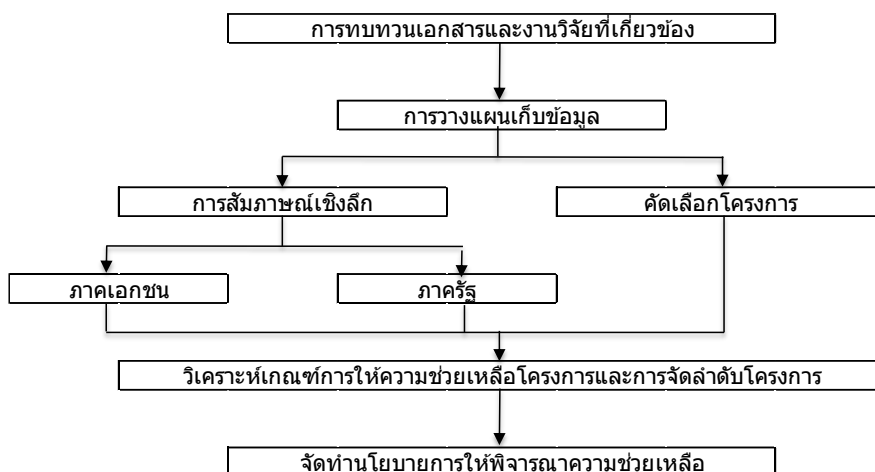 การทบทวนเอกสารและงานวิจัยที่เกี่ยวข้อง
การวางแผนเก็บข้อมูล
การสัมภาษณ์เชิงลึก
คัดเลือกโครงการ
ภาคเอกชน
ภาครัฐ
วิเคราะห์เกณฑ์การให้ความช่วยเหลือโครงการและการจัดลำดับโครงการ
จัดทำนโยบายการให้พิจารณาความช่วยเหลือ